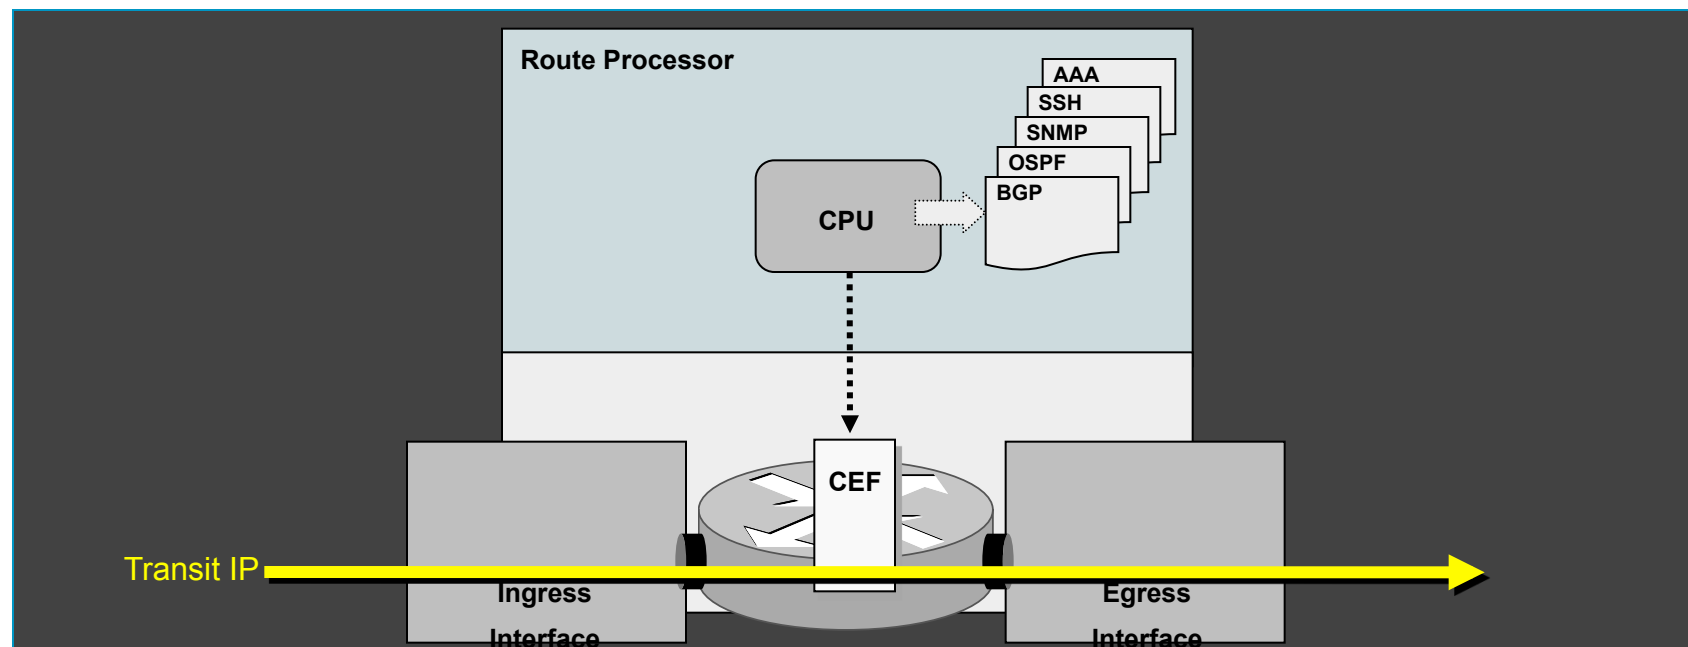 Route Processor
AAA
SSH
SNMP
OSPF
BGP
CPU
CEF
Transit IP
Ingress
Interface
Egress
Interface